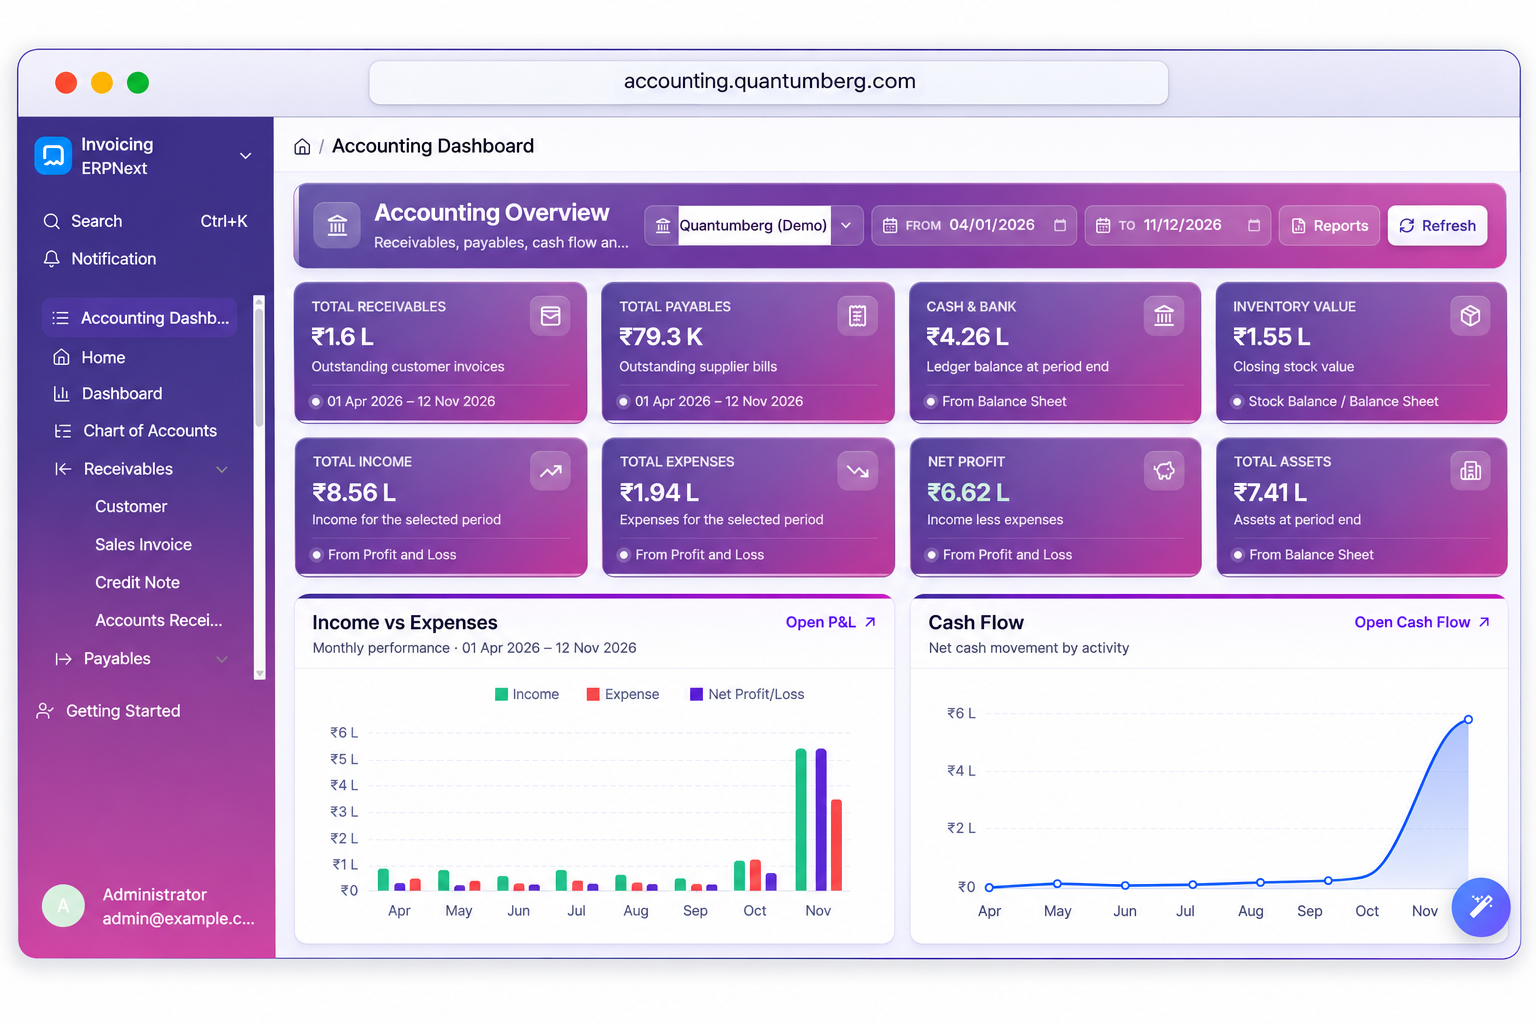 accounting.quantumberg.com
Invoicing
ERPNext
Search Ctrl+K
Notification
Accounting Dashb...
Home
Dashboard
Chart of Accounts
Receivables
Customer
Sales Invoice
Credit Note
Accounts Recei...
Payables
Getting Started
A
Administrator
admin@example.c...
/ Accounting Dashboard
Accounting Overview
Receivables, payables, cash flow an...
Quantumberg (Demo)
FROM 04/01/2026
TO 11/12/2026
Reports
Refresh
TOTAL RECEIVABLES
₹1.6 L
Outstanding customer invoices
01 Apr 2026 – 12 Nov 2026
TOTAL PAYABLES
₹79.3 K
Outstanding supplier bills
01 Apr 2026 – 12 Nov 2026
CASH & BANK
₹4.26 L
Ledger balance at period end
From Balance Sheet
INVENTORY VALUE
₹1.55 L
Closing stock value
Stock Balance / Balance Sheet
TOTAL INCOME
₹8.56 L
Income for the selected period
From Profit and Loss
TOTAL EXPENSES
₹1.94 L
Expenses for the selected period
From Profit and Loss
NET PROFIT
₹6.62 L
Income less expenses
From Profit and Loss
TOTAL ASSETS
₹7.41 L
Assets at period end
From Balance Sheet
Income vs Expenses
Open P&L
Monthly performance · 01 Apr 2026 – 12 Nov 2026
Income Expense Net Profit/Loss
₹6 L
₹5 L
₹4 L
₹3 L
₹2 L
₹1 L
₹0
Apr May Jun Jul Aug Sep Oct Nov
Cash Flow
Open Cash Flow
Net cash movement by activity
₹6 L
₹4 L
₹2 L
₹0
Apr May Jun Jul Aug Sep Oct Nov